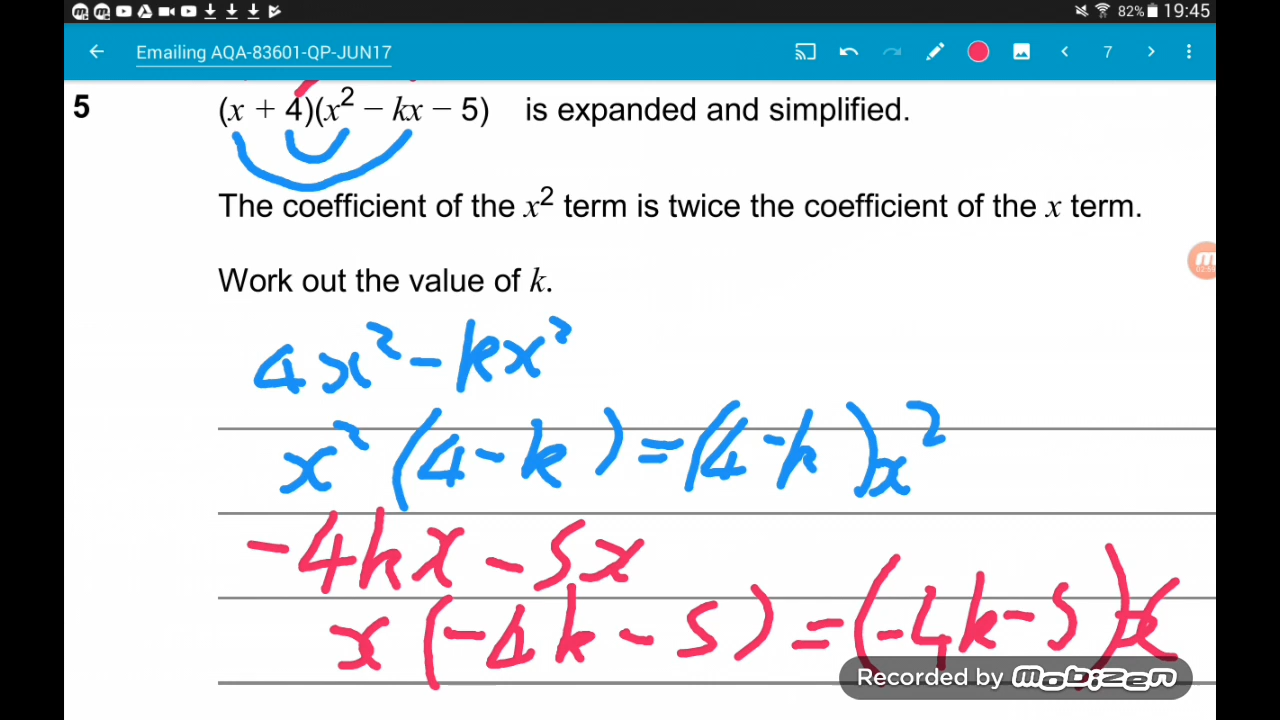 82% 19:45
Emailing AQA-83601-QP-JUN17 7
5 (x + 4)(x² − kx − 5) is expanded and simplified.
The coefficient of the x² term is twice the coefficient of the x term.
Work out the value of k.
4x² − kx²
x² (4 − k) = (4 − k) x²
−4kx − 5x
x (−4k − 5) = (−4k − 5) x
Recorded by mobizen